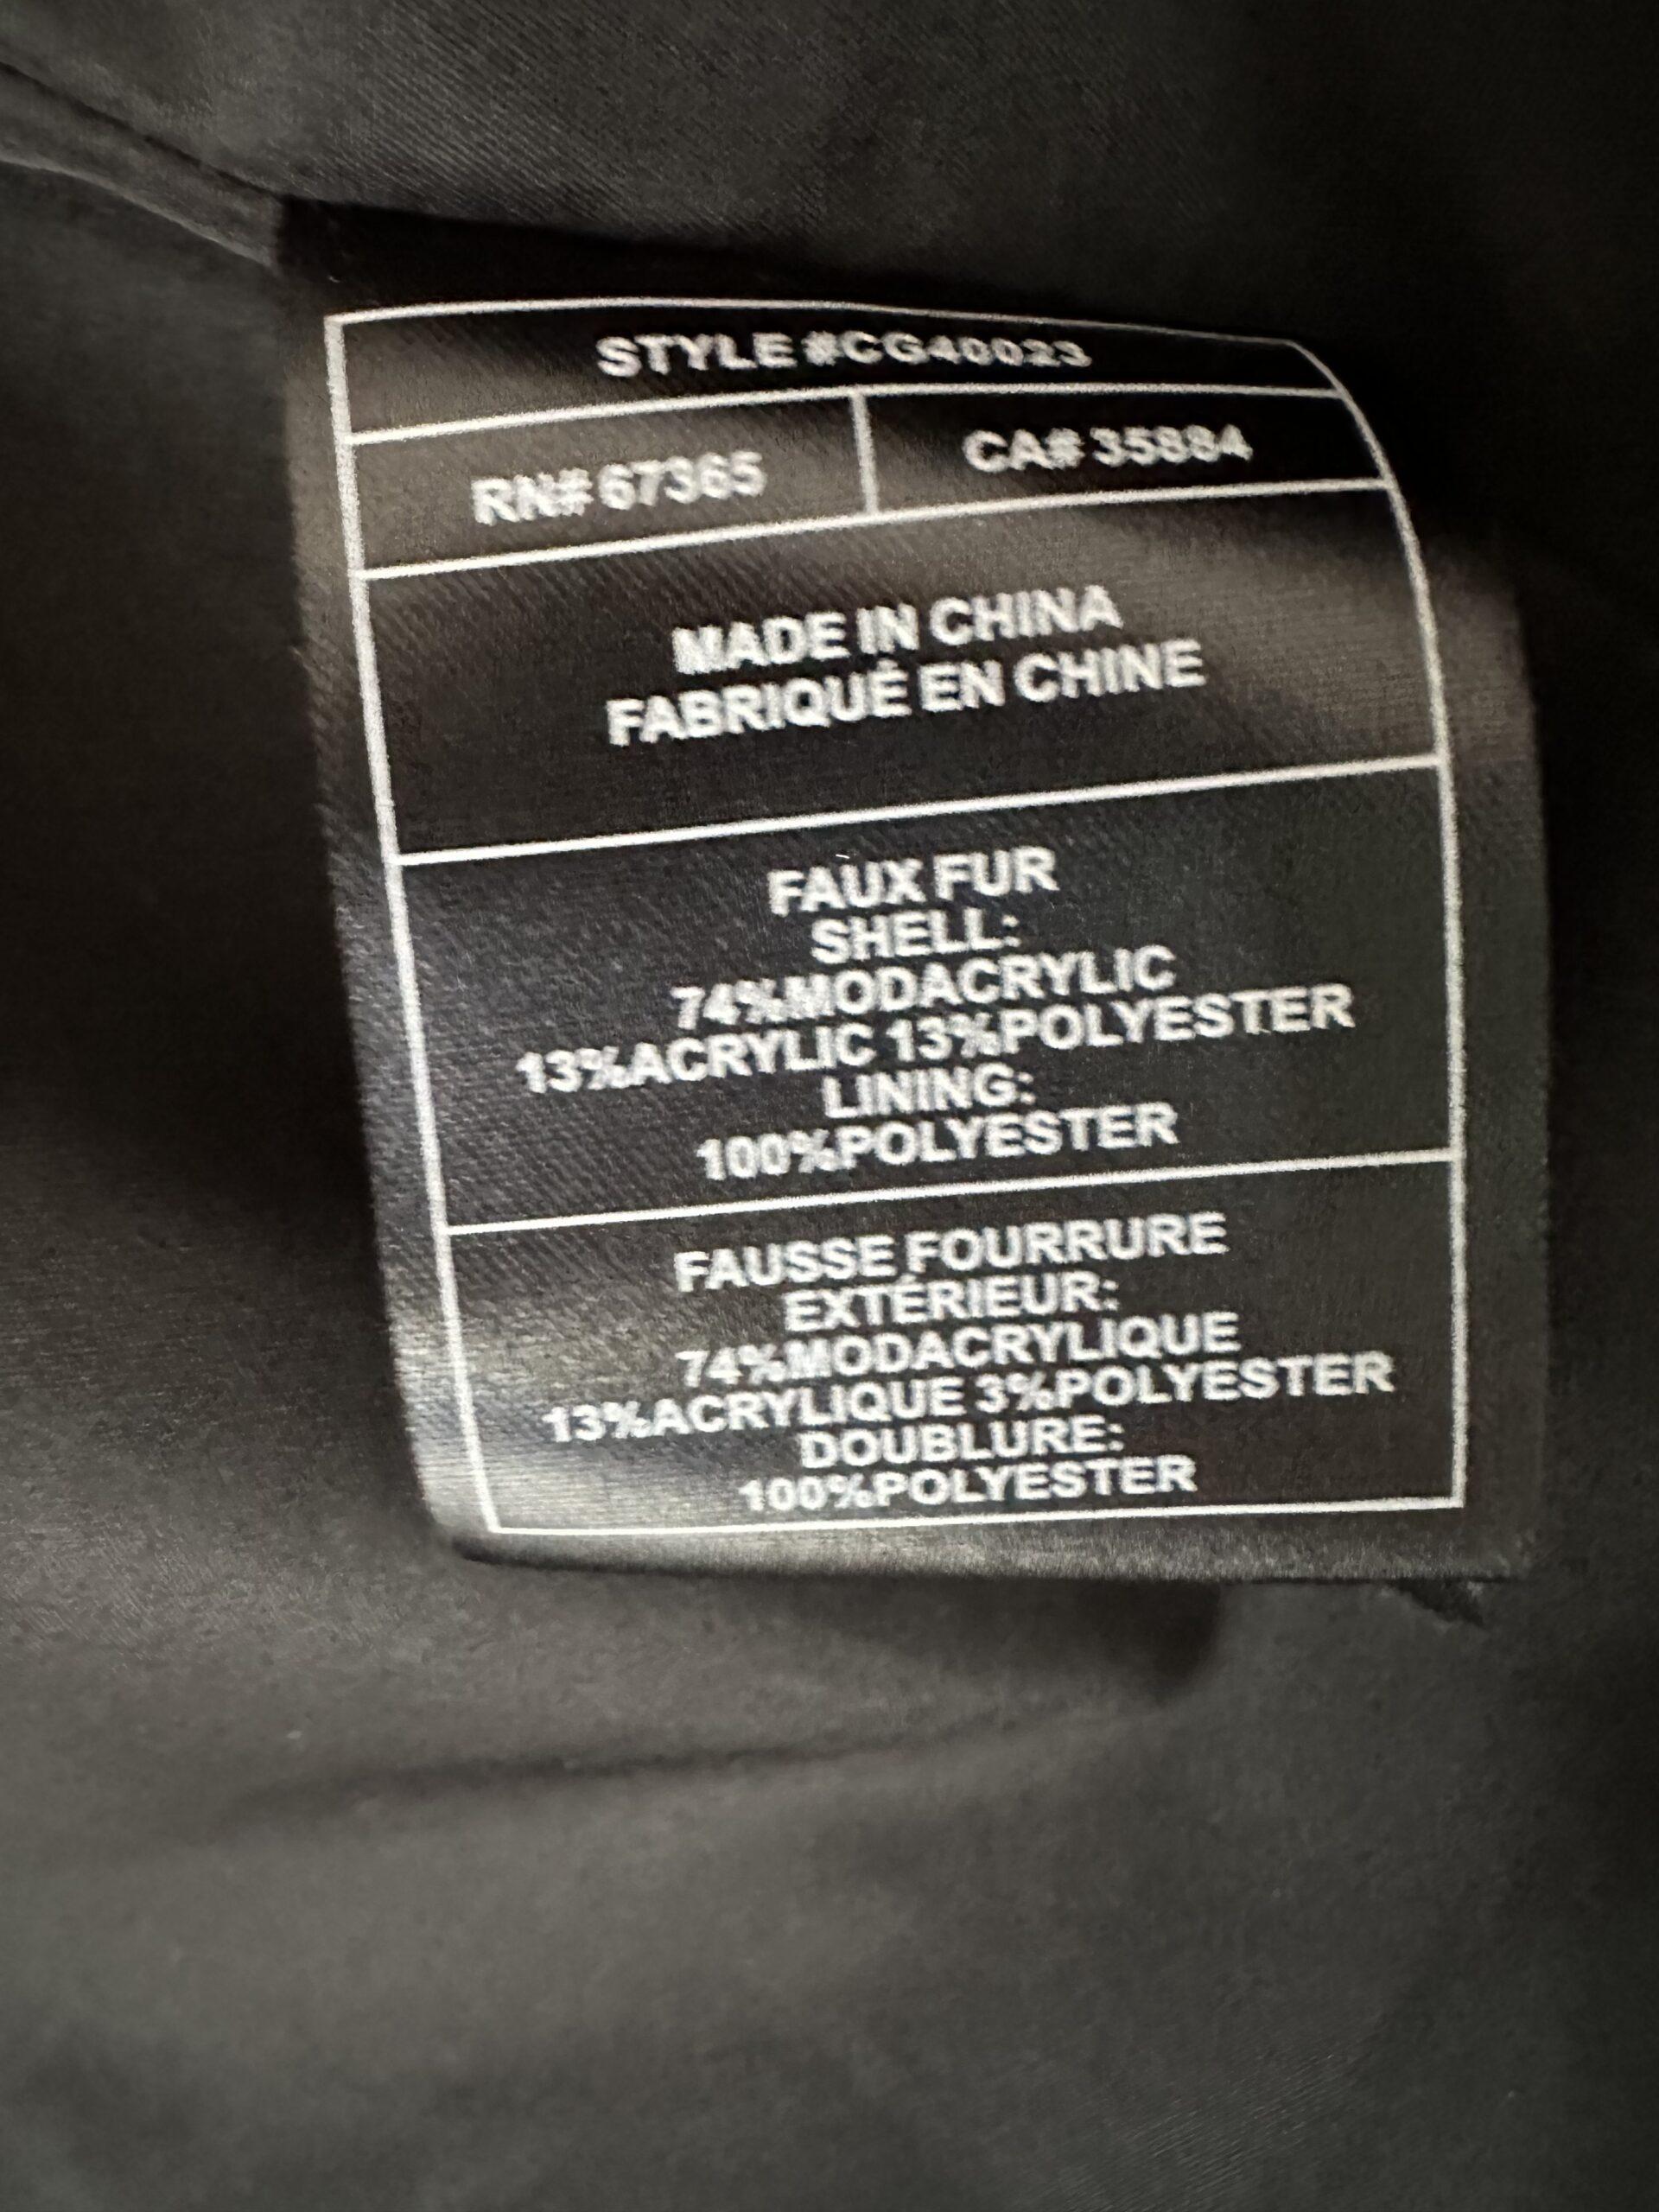 STYLE #CG40023
RN# 67365
CA# 35884
MADE IN CHINA
FABRIQUÉ EN CHINE
FAUX FUR
SHELL:
74%MODACRYLIC
13%ACRYLIC 13%POLYESTER
LINING:
100%POLYESTER
FAUSSE FOURRURE
EXTÉRIEUR:
74%MODACRYLIQUE
13%ACRYLIQUE 3%POLYESTER
DOUBLURE:
100%POLYESTER